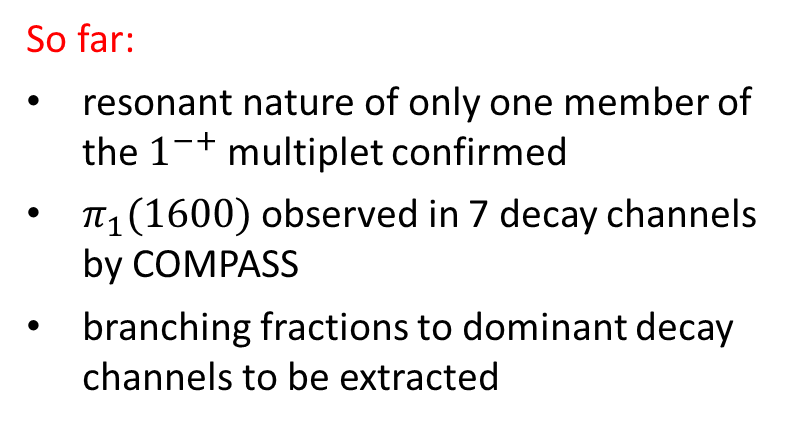 So far:
• resonant nature of only one member of
the 1⁻⁺ multiplet confirmed
• π₁(1600) observed in 7 decay channels
by COMPASS
• branching fractions to dominant decay
channels to be extracted